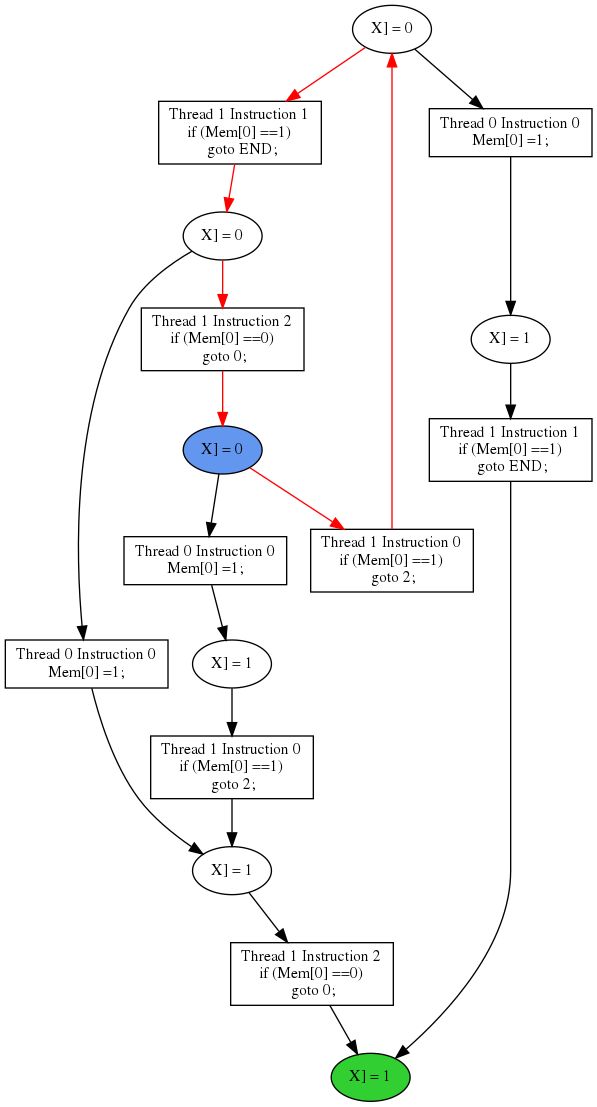 X] = 0
Thread 1 Instruction 1
if (Mem[0] ==1)
goto END;
Thread 0 Instruction 0
Mem[0] =1;
X] = 0
Thread 1 Instruction 2
if (Mem[0] ==0)
goto 0;
X] = 1
X] = 0
Thread 1 Instruction 1
if (Mem[0] ==1)
goto END;
Thread 0 Instruction 0
Mem[0] =1;
Thread 1 Instruction 0
if (Mem[0] ==1)
goto 2;
Thread 0 Instruction 0
Mem[0] =1;
X] = 1
Thread 1 Instruction 0
if (Mem[0] ==1)
goto 2;
X] = 1
Thread 1 Instruction 2
if (Mem[0] ==0)
goto 0;
X] = 1